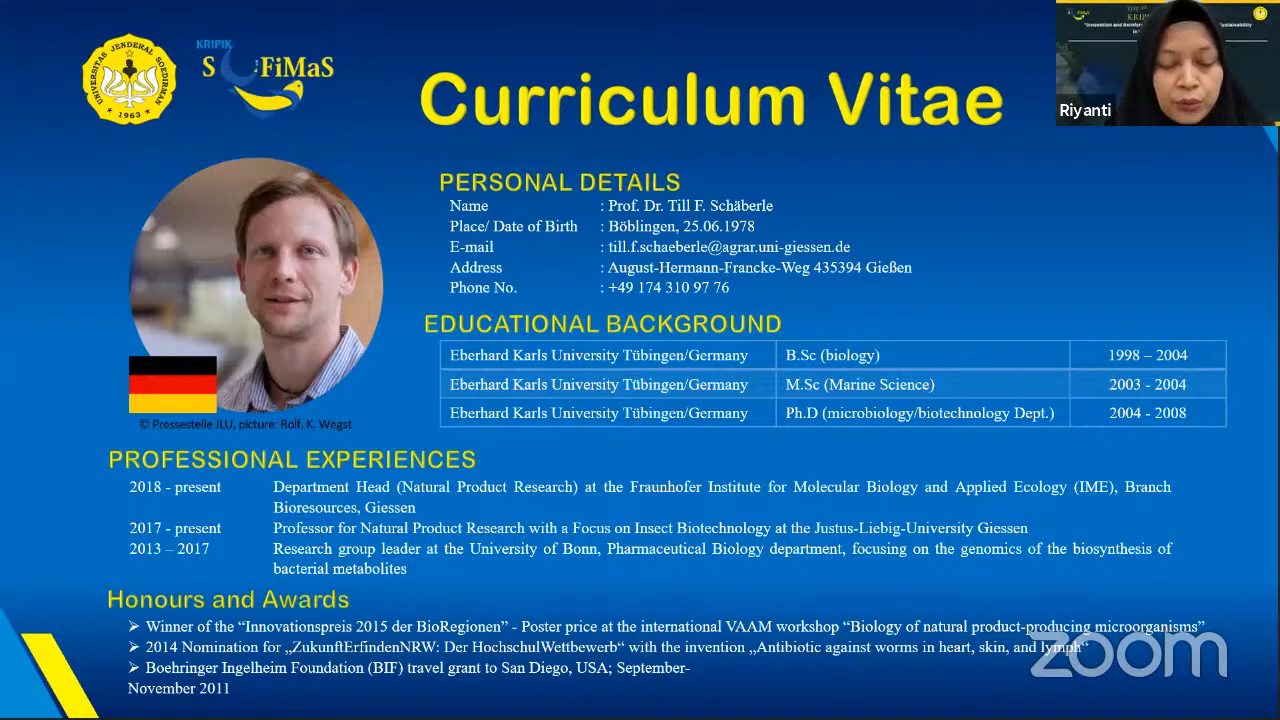 UNIVERSITAS JENDERAL SOEDIRMAN
1963
KRIPIK
S FiMaS
Curriculum Vitae
Riyanti
PERSONAL DETAILS
Name : Prof. Dr. Till F. Schäberle
Place/ Date of Birth : Böblingen, 25.06.1978
E-mail : till.f.schaeberle@agrar.uni-giessen.de
Address : August-Hermann-Francke-Weg 435394 Gießen
Phone No. : +49 174 310 97 76
EDUCATIONAL BACKGROUND
Eberhard Karls University Tübingen/Germany B.Sc (biology) 1998 – 2004
Eberhard Karls University Tübingen/Germany M.Sc (Marine Science) 2003 - 2004
Eberhard Karls University Tübingen/Germany Ph.D (microbiology/biotechnology Dept.) 2004 - 2008
© Pressestelle JLU, picture: Rolf. K. Wegst
PROFESSIONAL EXPERIENCES
2018 - present Department Head (Natural Product Research) at the Fraunhofer Institute for Molecular Biology and Applied Ecology (IME), Branch
Bioresources, Giessen
2017 - present Professor for Natural Product Research with a Focus on Insect Biotechnology at the Justus-Liebig-University Giessen
2013 – 2017 Research group leader at the University of Bonn, Pharmaceutical Biology department, focusing on the genomics of the biosynthesis of
bacterial metabolites
Honours and Awards
➢ Winner of the “Innovationspreis 2015 der BioRegionen” - Poster price at the international VAAM workshop “Biology of natural product-producing microorganisms”
➢ 2014 Nomination for „ZukunftErfindenNRW: Der HochschulWettbewerb“ with the invention „Antibiotic against worms in heart, skin, and lymph“
➢ Boehringer Ingelheim Foundation (BIF) travel grant to San Diego, USA; September-
November 2011
zoom